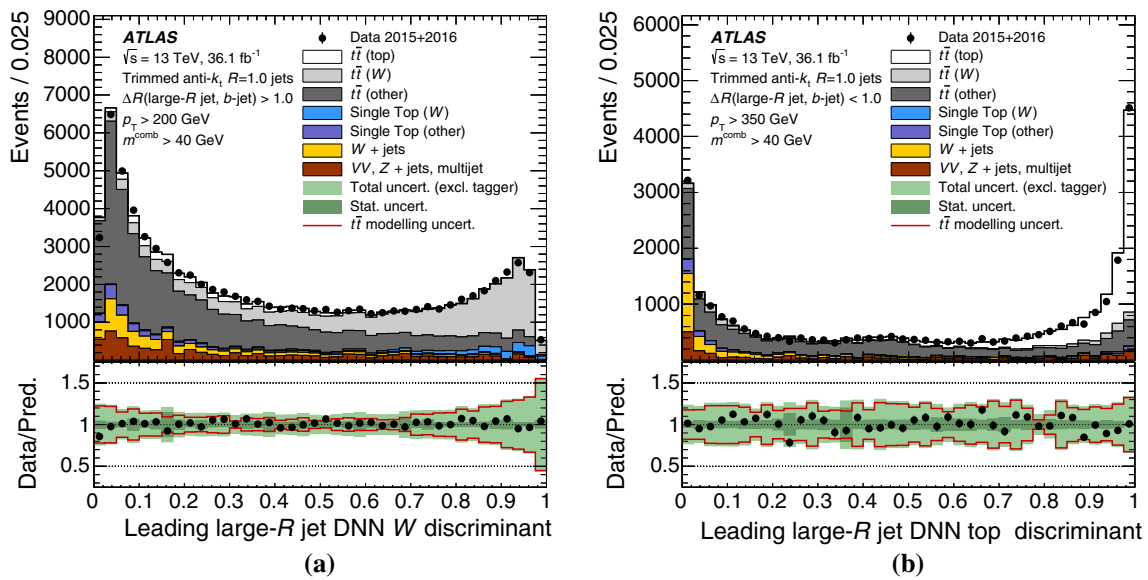 Events / 0.025
9000
8000
7000
6000
5000
4000
3000
2000
1000
ATLAS
√s = 13 TeV, 36.1 fb⁻¹
Trimmed anti-kₜ R=1.0 jets
ΔR(large-R jet, b-jet) > 1.0
p_T > 200 GeV
m^comb > 40 GeV
Data 2015+2016
tt̅ (top)
tt̅ (W)
tt̅ (other)
Single Top (W)
Single Top (other)
W + jets
VV, Z + jets, multijet
Total uncert. (excl. tagger)
Stat. uncert.
tt̅ modelling uncert.
Data/Pred.
1.5
1
0.5
0 0.1 0.2 0.3 0.4 0.5 0.6 0.7 0.8 0.9 1
Leading large-R jet DNN W discriminant
(a)
Events / 0.025
6000
5000
4000
3000
2000
1000
ATLAS
√s = 13 TeV, 36.1 fb⁻¹
Trimmed anti-kₜ R=1.0 jets
ΔR(large-R jet, b-jet) < 1.0
p_T > 350 GeV
m^comb > 40 GeV
Data 2015+2016
tt̅ (top)
tt̅ (W)
tt̅ (other)
Single Top (W)
Single Top (other)
W + jets
VV, Z + jets, multijet
Total uncert. (excl. tagger)
Stat. uncert.
tt̅ modelling uncert.
Data/Pred.
1.5
1
0.5
0 0.1 0.2 0.3 0.4 0.5 0.6 0.7 0.8 0.9 1
Leading large-R jet DNN top discriminant
(b)